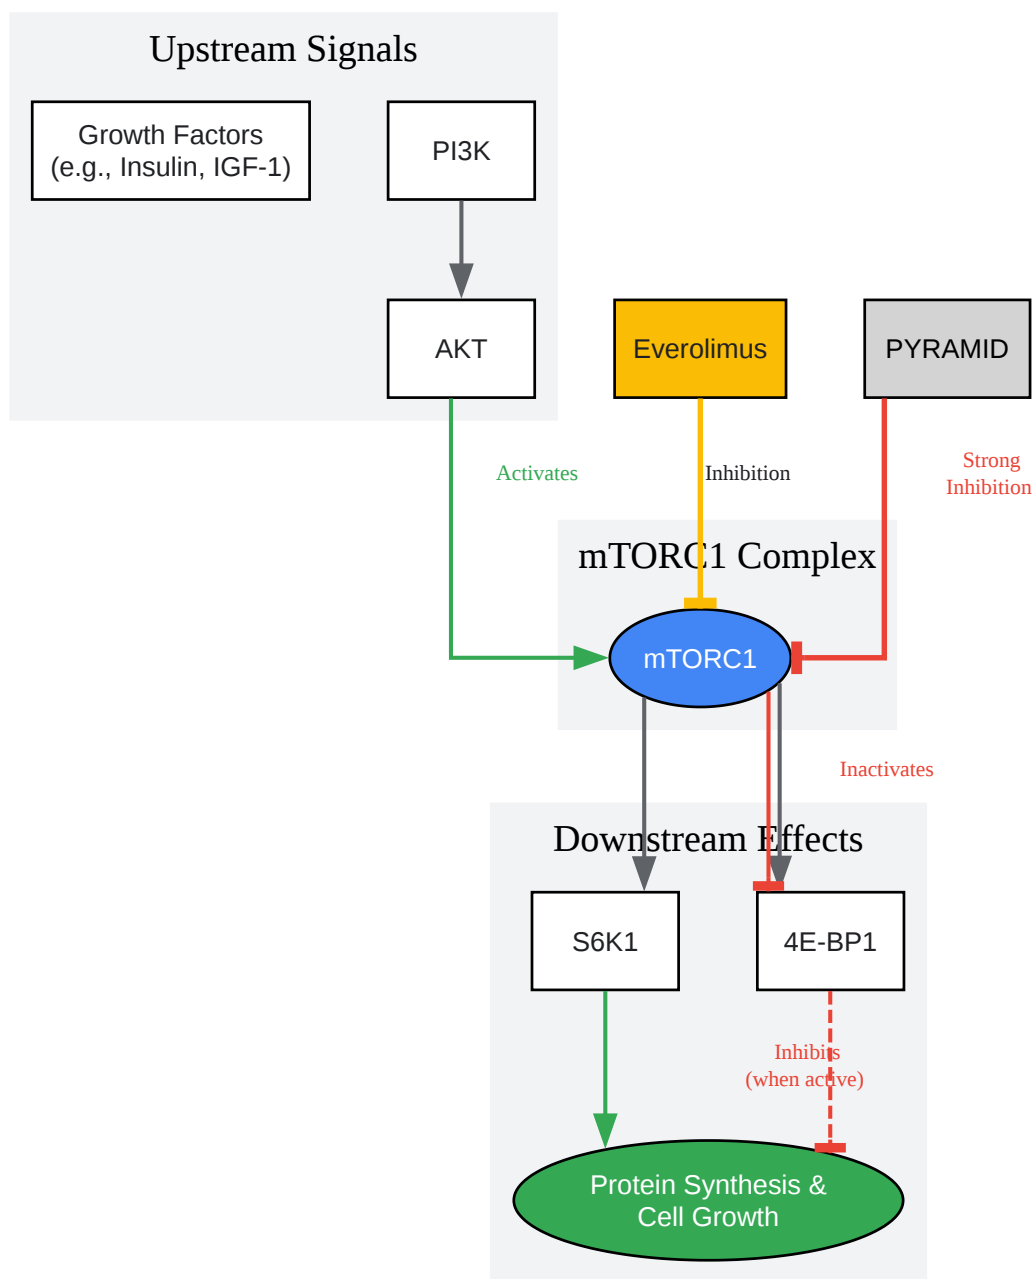 Upstream Signals
Growth Factors
(e.g., Insulin, IGF-1)
PI3K
AKT
Everolimus
PYRAMID
Activates
Inhibition
Strong
Inhibition
mTORC1 Complex
mTORC1
Inactivates
Downstream Effects
S6K1
4E-BP1
Inhibits
(when active)
Protein Synthesis &
Cell Growth